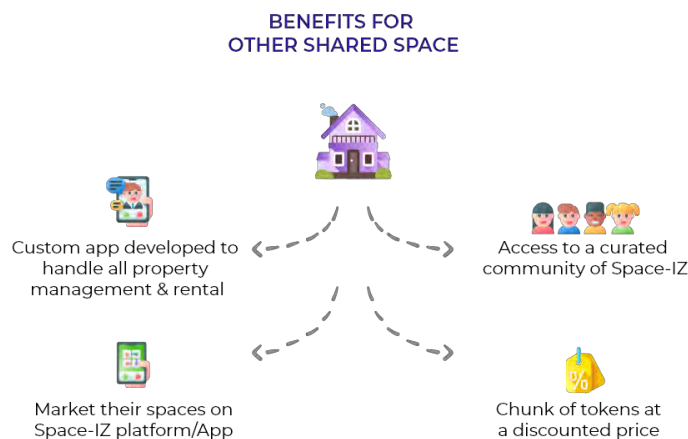 BENEFITS FOR
OTHER SHARED SPACE
Custom app developed to
handle all property
management & rental
Access to a curated
community of Space-IZ
Market their spaces on
Space-IZ platform/App
%
Chunk of tokens at
a discounted price